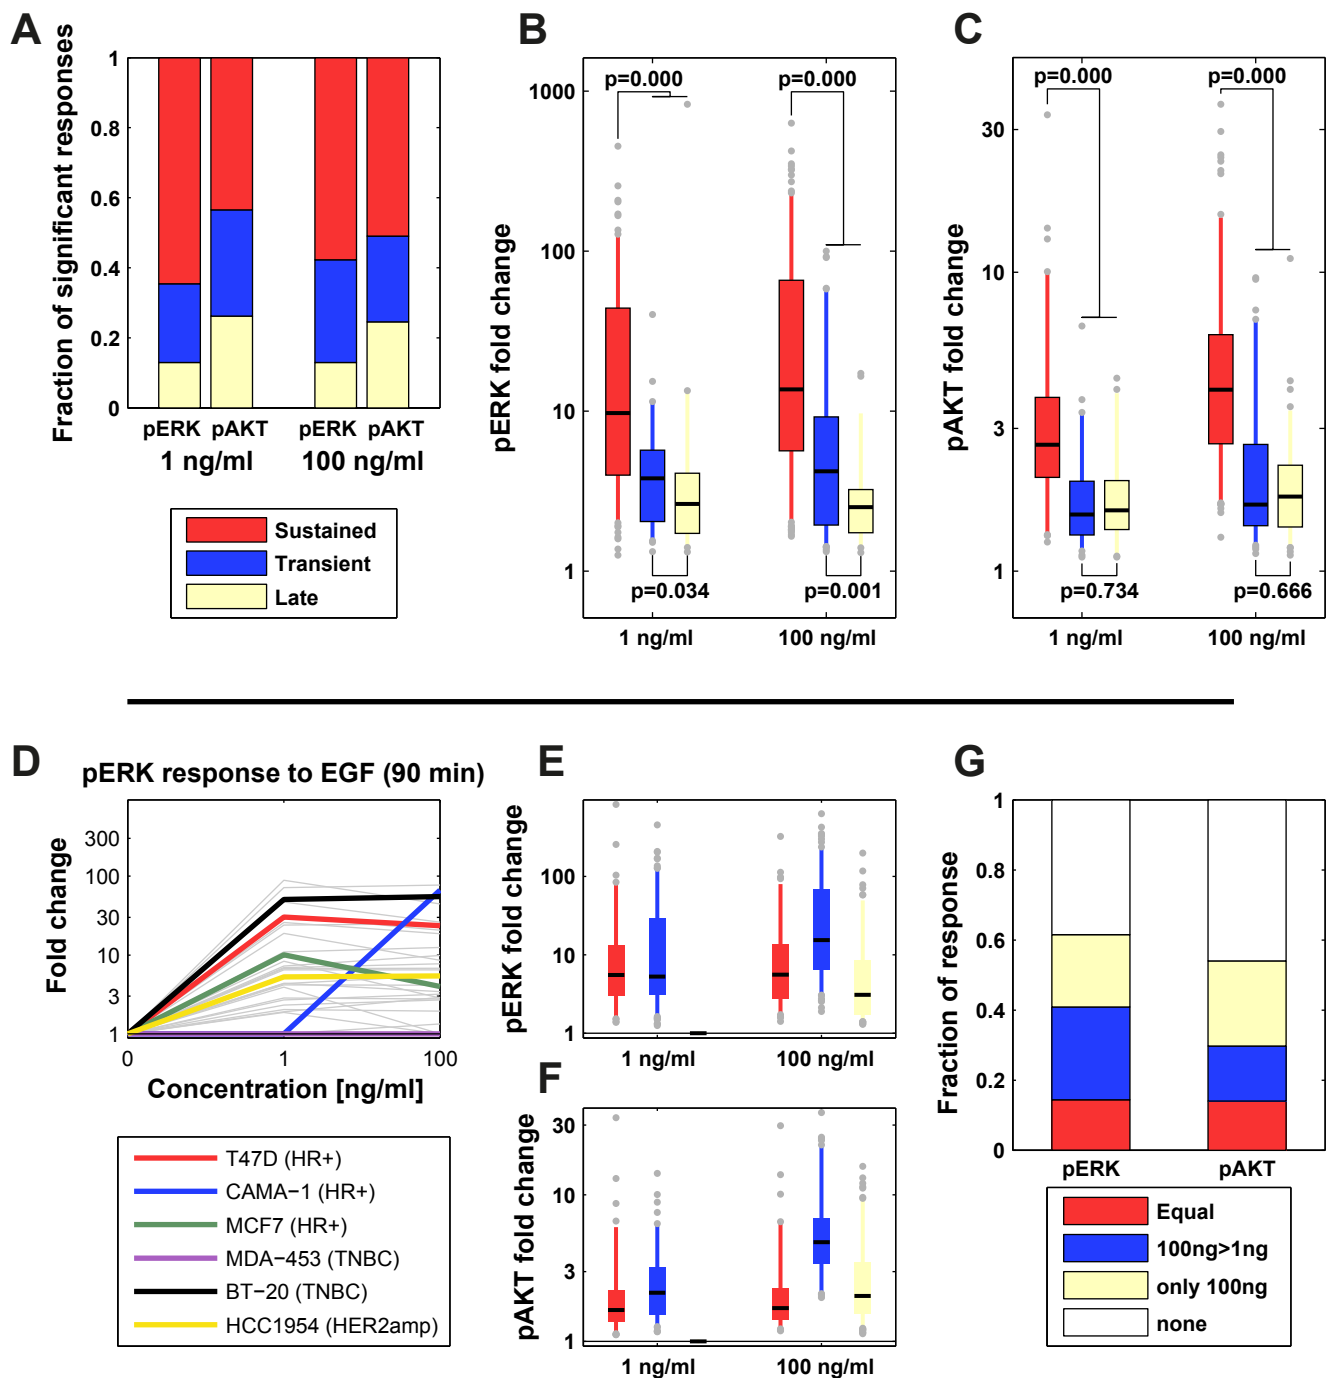 A
Fraction of significant responses
1
0.8
0.6
0.4
0.2
0
pERK pAKT pERK pAKT
1 ng/ml 100 ng/ml
Sustained
Transient
Late
B
pERK fold change
1000
100
10
1
p=0.000 p=0.000
p=0.034 p=0.001
1 ng/ml 100 ng/ml
C
pAKT fold change
30
10
3
1
p=0.000 p=0.000
p=0.734 p=0.666
1 ng/ml 100 ng/ml
D
pERK response to EGF (90 min)
Fold change
300
100
30
10
3
1
0 1 100
Concentration [ng/ml]
T47D (HR+)
CAMA−1 (HR+)
MCF7 (HR+)
MDA−453 (TNBC)
BT−20 (TNBC)
HCC1954 (HER2amp)
E
pERK fold change
100
10
1
1 ng/ml 100 ng/ml
F
pAKT fold change
30
10
3
1
1 ng/ml 100 ng/ml
G
Fraction of response
1
0.8
0.6
0.4
0.2
0
pERK pAKT
Equal
100ng>1ng
only 100ng
none